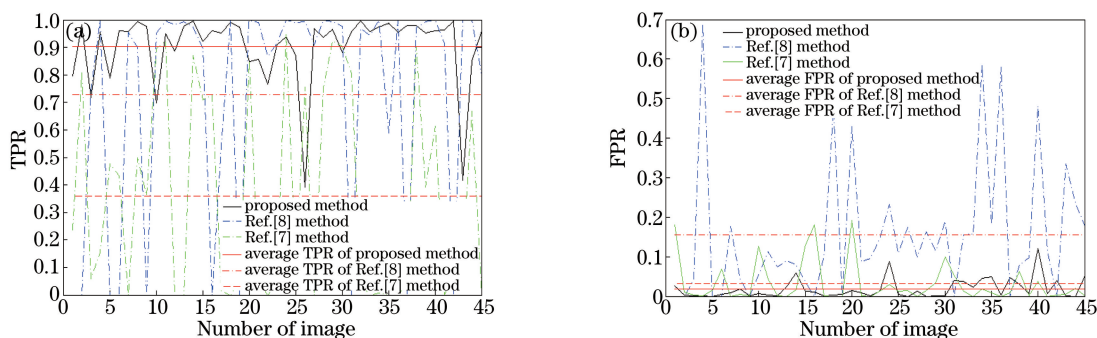 (a)
1.0
0.9
0.8
0.7
0.6
0.5
0.4
0.3
0.2
0.1
0
TPR
proposed method
Ref.[8] method
Ref.[7] method
average TPR of proposed method
average TPR of Ref.[8] method
average TPR of Ref.[7] method
0 5 10 15 20 25 30 35 40 45
Number of image
(b)
0.7
0.6
0.5
0.4
0.3
0.2
0.1
0
FPR
proposed method
Ref.[8] method
Ref.[7] method
average FPR of proposed method
average FPR of Ref.[8] method
average FPR of Ref.[7] method
0 5 10 15 20 25 30 35 40 45
Number of image